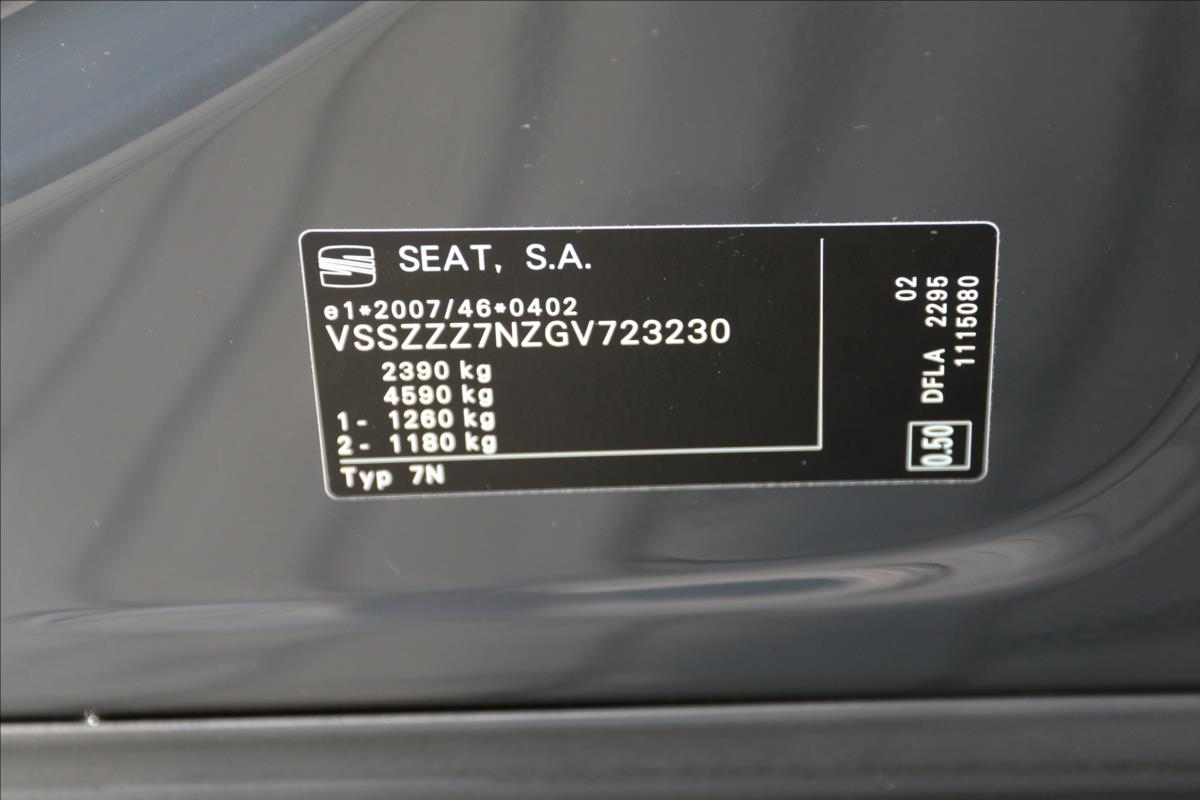 SEAT, S.A.
e1*2007/46*0402
VSSZZZ7NZGV723230
2390 kg
4590 kg
1- 1260 kg
2- 1180 kg
Typ 7N
02
DFLA 2295
1115080
0.50